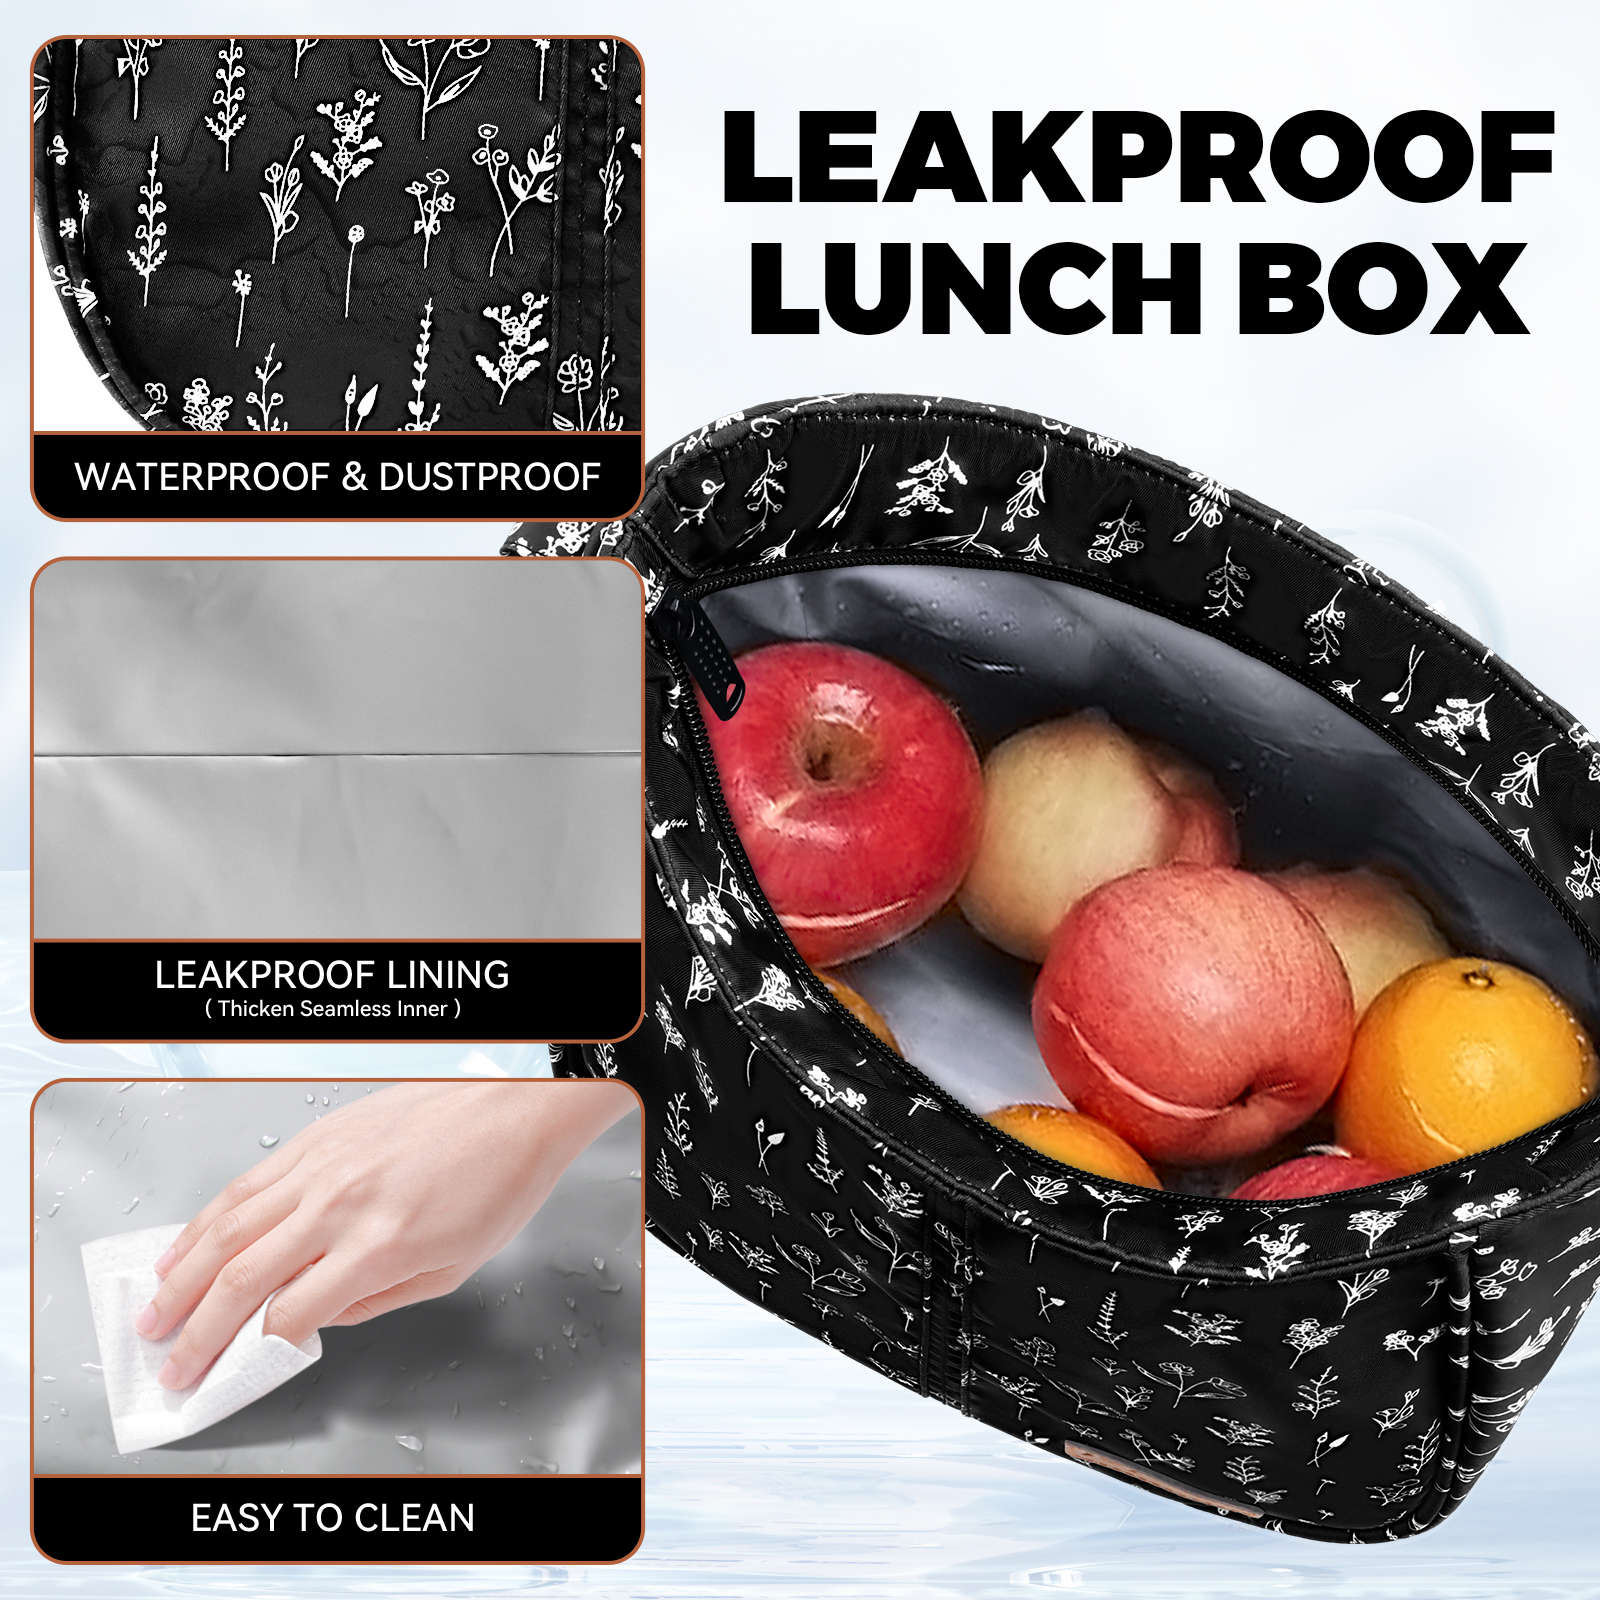 LEAKPROOF
LUNCH BOX
WATERPROOF & DUSTPROOF
LEAKPROOF LINING
( Thicken Seamless Inner )
EASY TO CLEAN